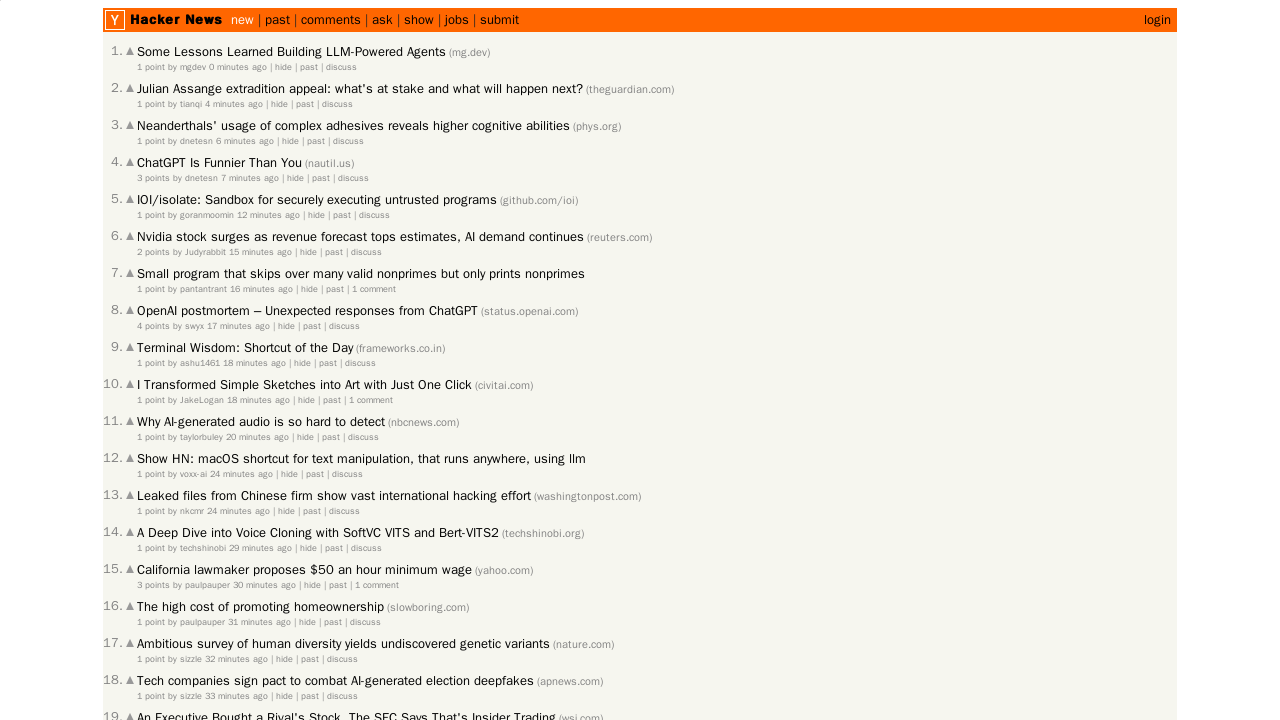 Y Hacker News new | past | comments | ask | show | jobs | submit login
1. Some Lessons Learned Building LLM-Powered Agents (mg.dev)
1 point by mgdev 0 minutes ago | hide | past | discuss
2. Julian Assange extradition appeal: what's at stake and what will happen next? (theguardian.com)
1 point by tianqi 4 minutes ago | hide | past | discuss
3. Neanderthals' usage of complex adhesives reveals higher cognitive abilities (phys.org)
1 point by dnetesn 6 minutes ago | hide | past | discuss
4. ChatGPT Is Funnier Than You (nautil.us)
3 points by dnetesn 7 minutes ago | hide | past | discuss
5. IOI/isolate: Sandbox for securely executing untrusted programs (github.com/ioi)
1 point by goranmoomin 12 minutes ago | hide | past | discuss
6. Nvidia stock surges as revenue forecast tops estimates, AI demand continues (reuters.com)
2 points by Judyrabbit 15 minutes ago | hide | past | discuss
7. Small program that skips over many valid nonprimes but only prints nonprimes
1 point by pantantrant 16 minutes ago | hide | past | 1 comment
8. OpenAI postmortem – Unexpected responses from ChatGPT (status.openai.com)
4 points by swyx 17 minutes ago | hide | past | discuss
9. Terminal Wisdom: Shortcut of the Day (frameworks.co.in)
1 point by ashu1461 18 minutes ago | hide | past | discuss
10. I Transformed Simple Sketches into Art with Just One Click (civitai.com)
1 point by JakeLogan 18 minutes ago | hide | past | 1 comment
11. Why AI-generated audio is so hard to detect (nbcnews.com)
1 point by taylorbuley 20 minutes ago | hide | past | discuss
12. Show HN: macOS shortcut for text manipulation, that runs anywhere, using llm
1 point by voxx-ai 24 minutes ago | hide | past | discuss
13. Leaked files from Chinese firm show vast international hacking effort (washingtonpost.com)
1 point by nkcmr 24 minutes ago | hide | past | discuss
14. A Deep Dive into Voice Cloning with SoftVC VITS and Bert-VITS2 (techshinobi.org)
1 point by techshinobi 29 minutes ago | hide | past | discuss
15. California lawmaker proposes $50 an hour minimum wage (yahoo.com)
3 points by paulpauper 30 minutes ago | hide | past | 1 comment
16. The high cost of promoting homeownership (slowboring.com)
1 point by paulpauper 31 minutes ago | hide | past | discuss
17. Ambitious survey of human diversity yields undiscovered genetic variants (nature.com)
1 point by sizzle 32 minutes ago | hide | past | discuss
18. Tech companies sign pact to combat AI-generated election deepfakes (apnews.com)
1 point by sizzle 33 minutes ago | hide | past | discuss
19. An Executive Bought a Rival's Stock. The SEC Says That's Insider Trading (wsj.com)